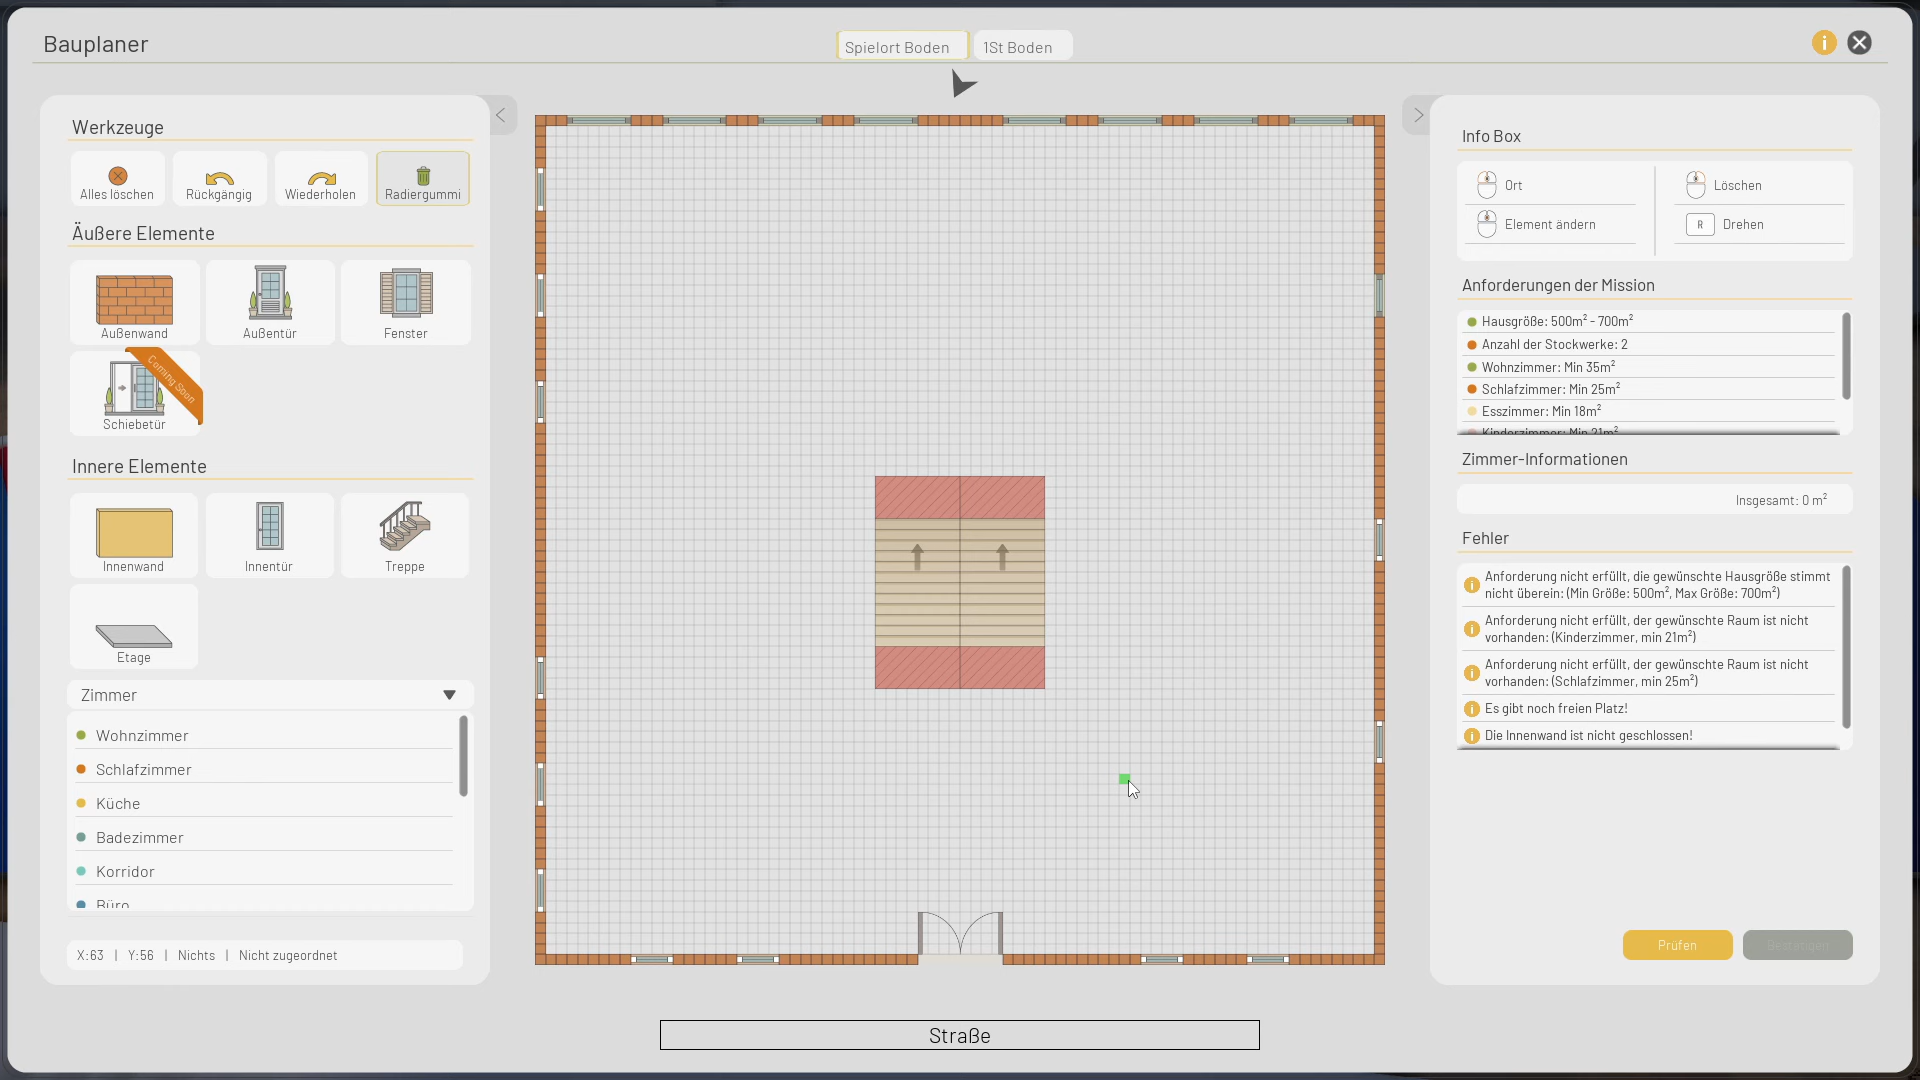 Bauplaner
Spielort Boden
1St Boden
Werkzeuge
Alles löschen
Rückgängig
Wiederholen
Radiergummi
Äußere Elemente
Außenwand
Außentür
Fenster
Coming Soon
Schiebetür
Innere Elemente
Innenwand
Innentür
Treppe
Etage
Zimmer
Wohnzimmer
Schlafzimmer
Küche
Badezimmer
Korridor
Büro
X:63 | Y:56 | Nichts | Nicht zugeordnet
Straße
Info Box
Ort
Löschen
Element ändern
R
Drehen
Anforderungen der Mission
Hausgröße: 500m² - 700m²
Anzahl der Stockwerke: 2
Wohnzimmer: Min 35m²
Schlafzimmer: Min 25m²
Esszimmer: Min 18m²
Kinderzimmer: Min 21m²
Zimmer-Informationen
Insgesamt: 0 m²
Fehler
Anforderung nicht erfüllt, die gewünschte Hausgröße stimmt
nicht überein: (Min Größe: 500m², Max Größe: 700m²)
Anforderung nicht erfüllt, der gewünschte Raum ist nicht
vorhanden: (Kinderzimmer, min 21m²)
Anforderung nicht erfüllt, der gewünschte Raum ist nicht
vorhanden: (Schlafzimmer, min 25m²)
Es gibt noch freien Platz!
Die Innenwand ist nicht geschlossen!
Prüfen